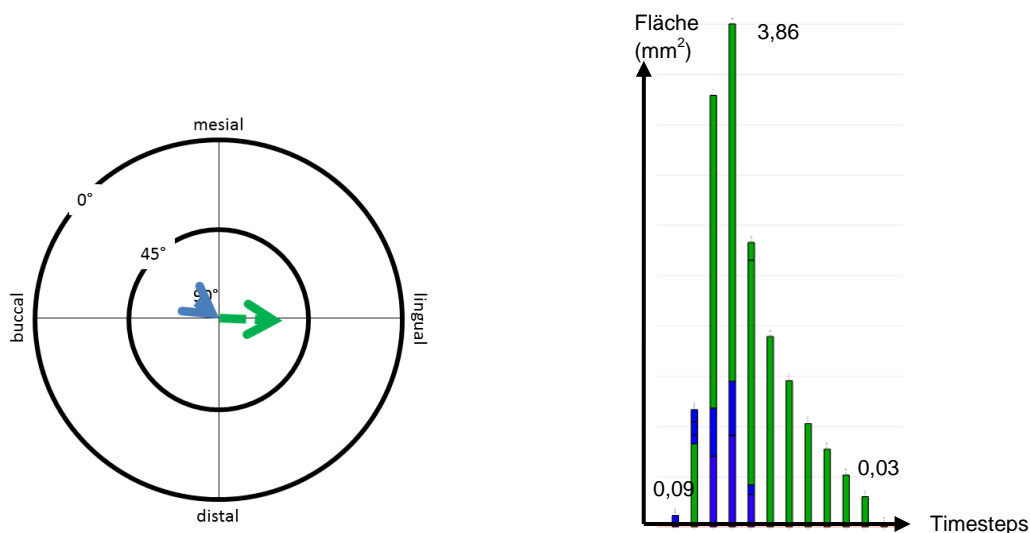 mesial
0°
45°
buccal
lingual
distal
Fläche
(mm²)
3,86
0,09
0,03
Timesteps